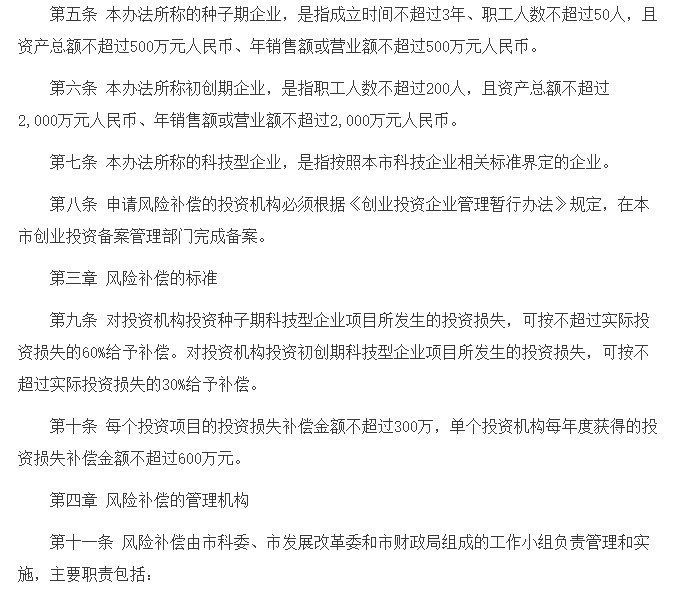 第五条 本办法所称的种子期企业，是指成立时间不超过3年、职工人数不超过50人，且
资产总额不超过500万元人民币、年销售额或营业额不超过500万元人民币。
第六条 本办法所称初创期企业，是指职工人数不超过200人，且资产总额不超过
2,000万元人民币、年销售额或营业额不超过2,000万元人民币。
第七条 本办法所称的科技型企业，是指按照本市科技企业相关标准界定的企业。
第八条 申请风险补偿的投资机构必须根据《创业投资企业管理暂行办法》规定，在本
市创业投资备案管理部门完成备案。
第三章 风险补偿的标准
第九条 对投资机构投资种子期科技型企业项目所发生的投资损失，可按不超过实际投
资损失的60%给予补偿。对投资机构投资初创期科技型企业项目所发生的投资损失，可按不
超过实际投资损失的30%给予补偿。
第十条 每个投资项目的投资损失补偿金额不超过300万，单个投资机构每年度获得的投
资损失补偿金额不超过600万元。
第四章 风险补偿的管理机构
第十一条 风险补偿由市科委、市发展改革委和市财政局组成的工作小组负责管理和实
施，主要职责包括：